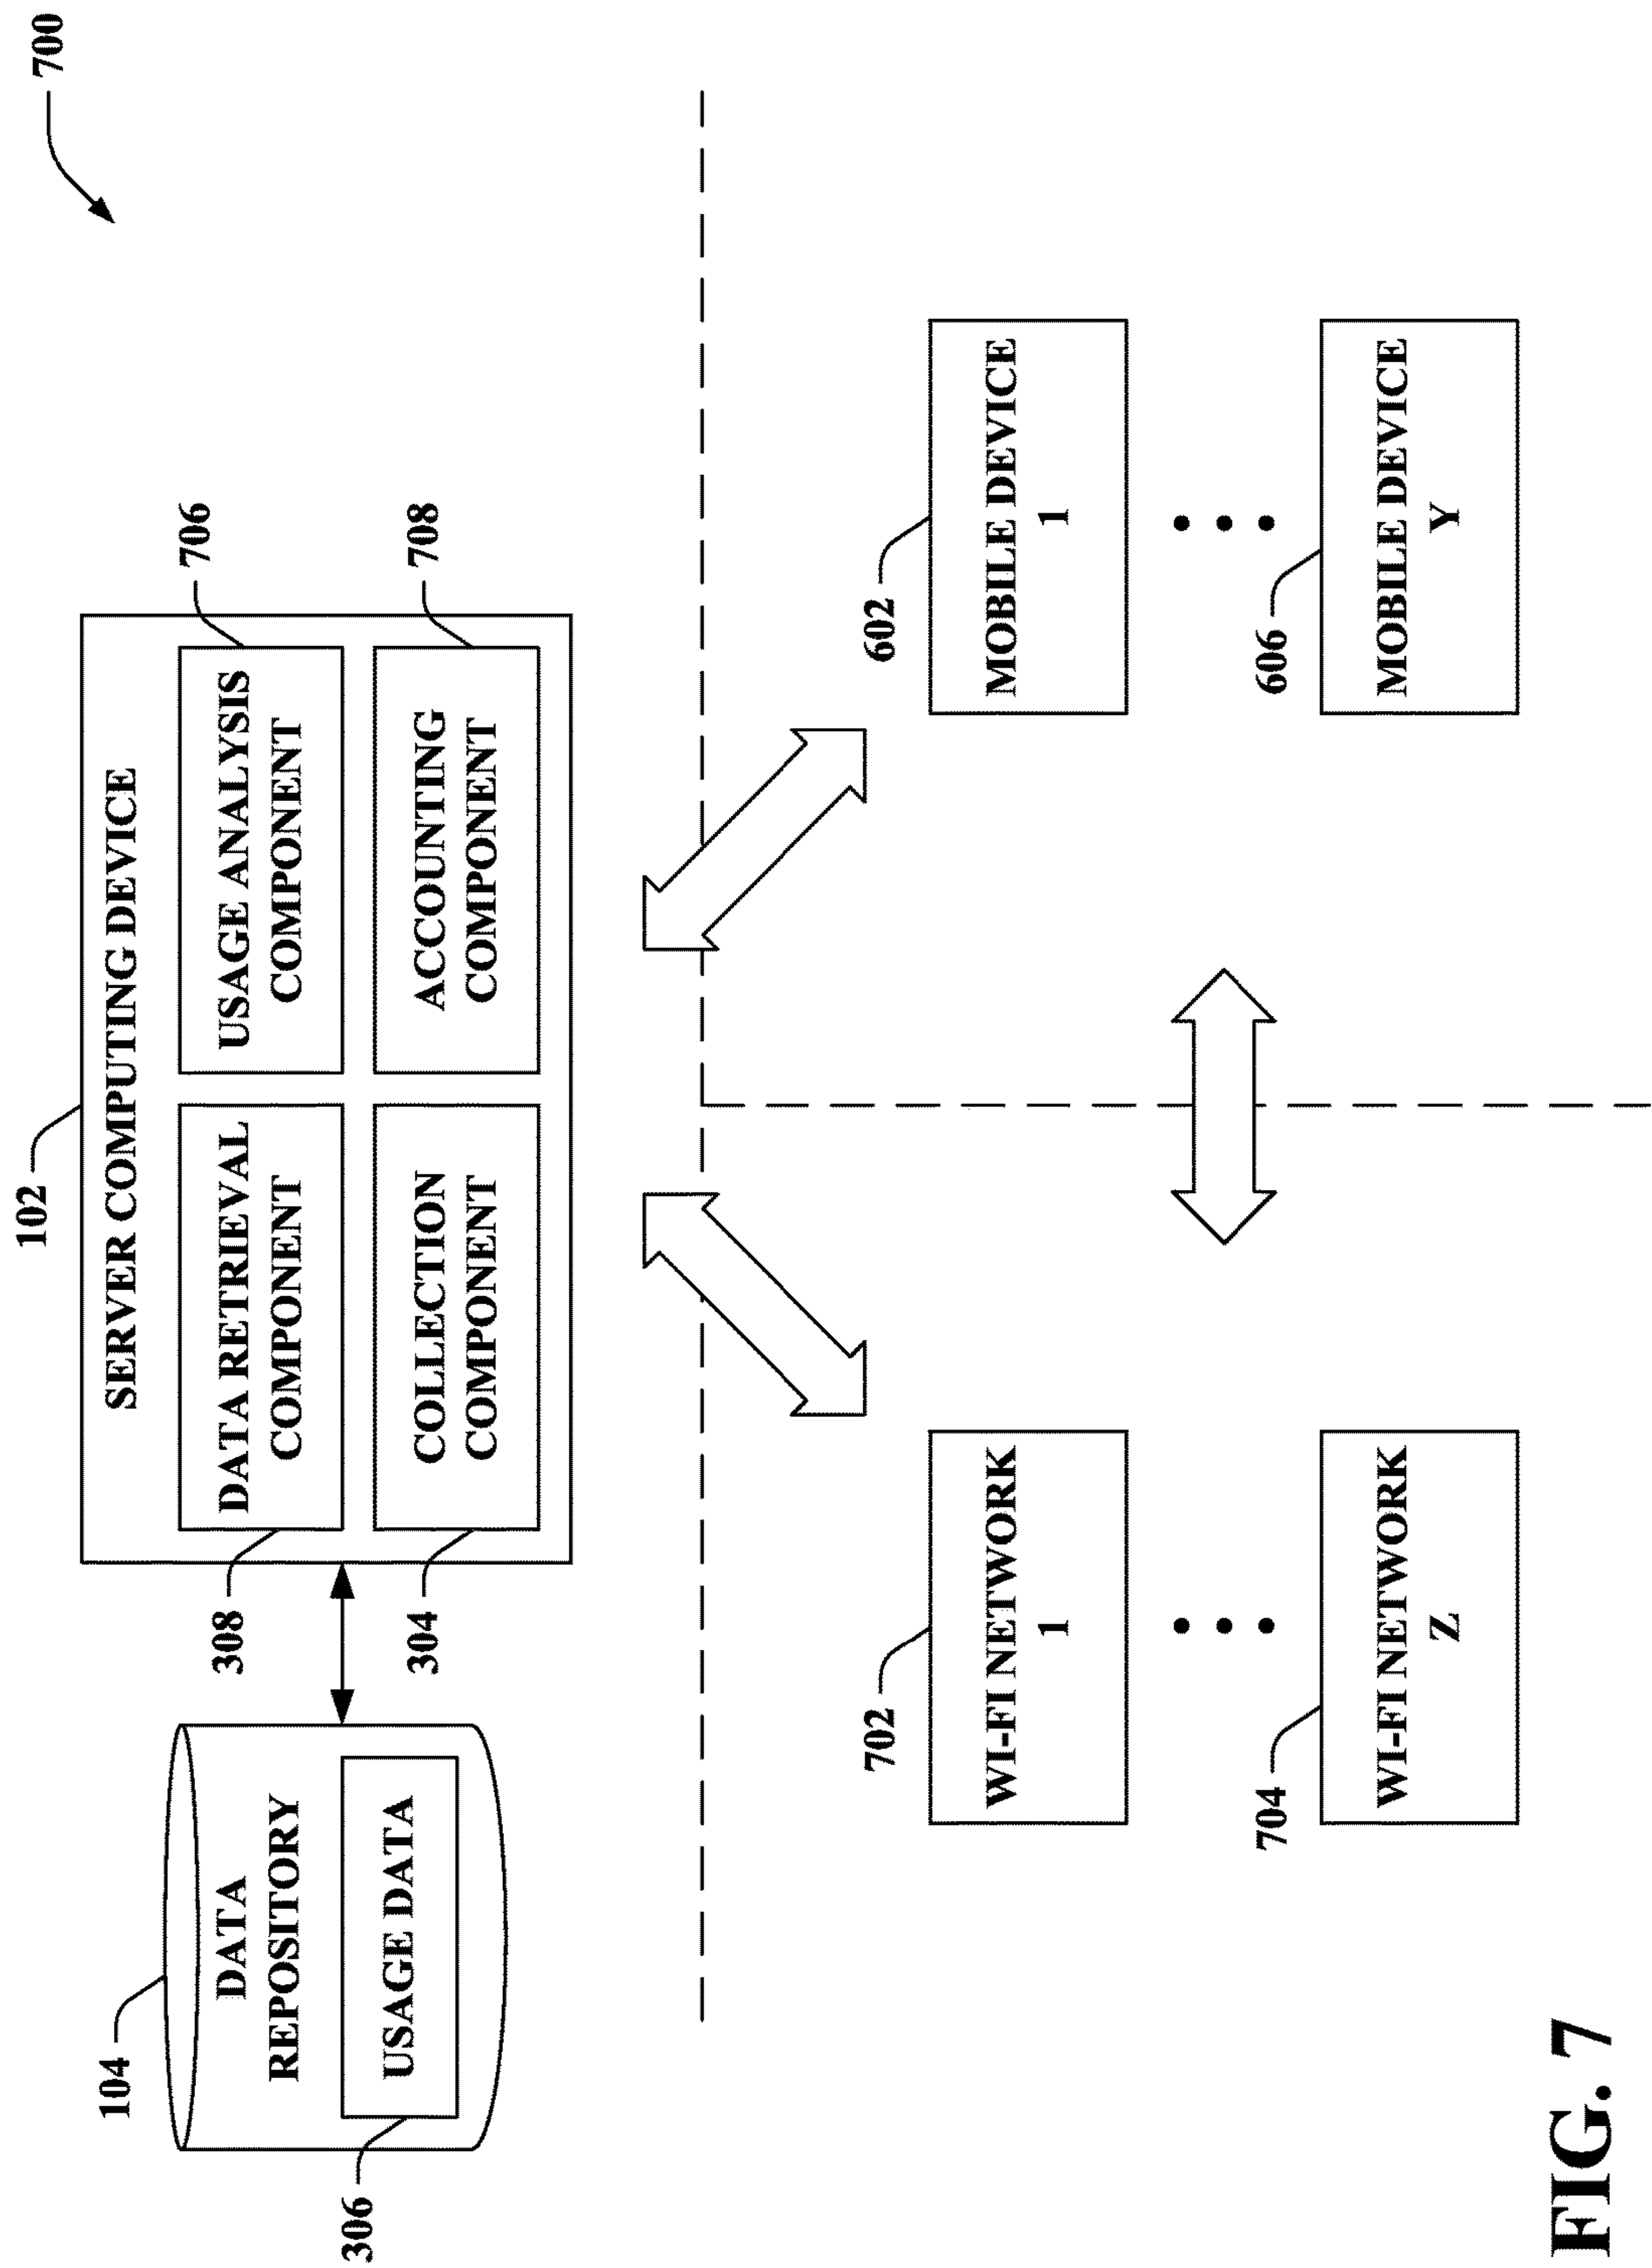 700
102
SERVER COMPUTING DEVICE
104
DATA
REPOSITORY
306
USAGE DATA
308
DATA RETRIEVAL
COMPONENT
706
USAGE ANALYSIS
COMPONENT
304
COLLECTION
COMPONENT
708
ACCOUNTING
COMPONENT
702
WI-FI NETWORK
1
704
WI-FI NETWORK
Z
602
MOBILE DEVICE
1
606
MOBILE DEVICE
Y
FIG. 7